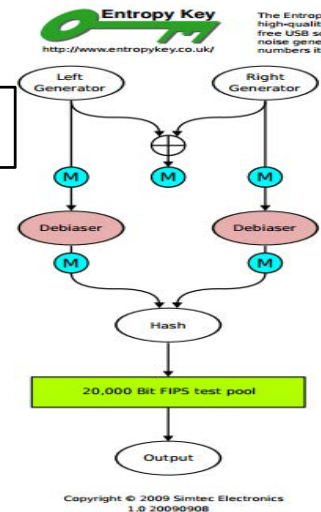 Entropy Key
http://www.entropykey.co.uk/
The Entrop
high-qualit
free USB s
noise gene
numbers it
Left
Generator
Right
Generator
M
M
M
Debiaser
Debiaser
M
M
Hash
20,000 Bit FIPS test pool
Output
Copyright © 2009 Simtec Electronics
1.0 20090908